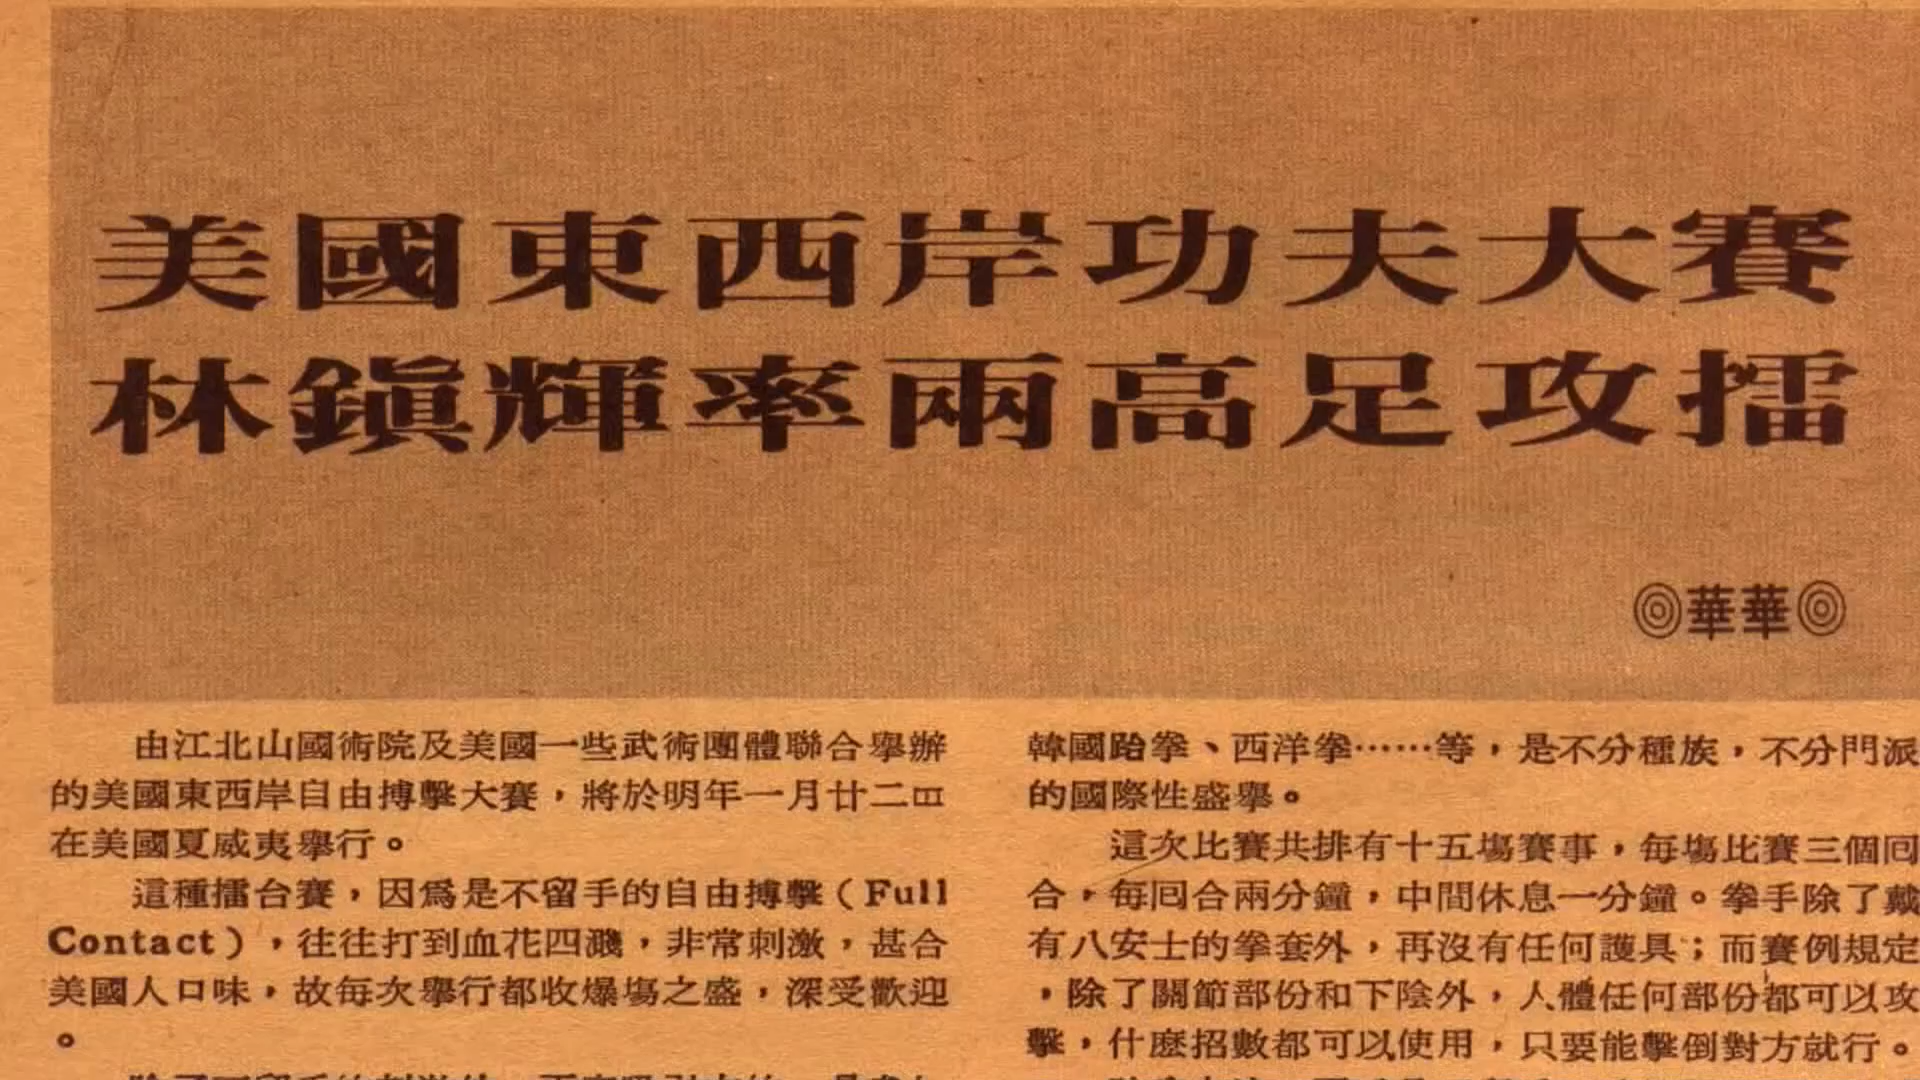 美國東西岸功夫大賽
林鎮輝率兩高足攻擂
◎華華◎
由江北山國術院及美國一些武術團體聯合舉辦
的美國東西岸自由搏擊大賽，將於明年一月廿二
在美國夏威夷舉行。
這種擂台賽，因爲是不留手的自由搏擊（Full
Contact），往往打到血花四濺，非常刺激，甚合
美國人口味，故每次舉行都收爆塲之盛，深受歡迎
。
韓國跆拳、西洋拳……等，是不分種族，不分門派
的國際性盛舉。
這次比賽共排有十五塲賽事，每塲比賽三個回
合，每回合兩分鐘，中間休息一分鐘。拳手除了戴
有八安士的拳套外，再沒有任何護具；而賽例規定
，除了關節部份和下陰外，人體任何部份都可以攻
擊，什麽招數都可以使用，只要能擊倒對方就行。